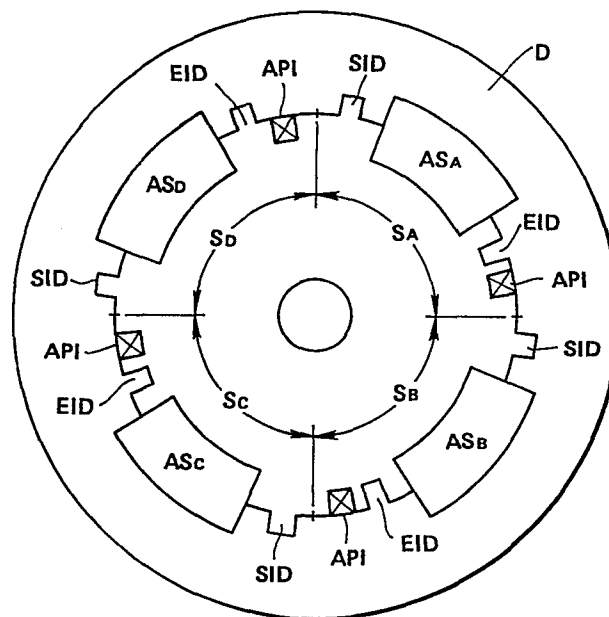 D
SID
API
EID
ASD
ASA
EID
SD
SA
SID
API
API
SID
EID
SC
SB
ASC
ASB
SID
API
EID